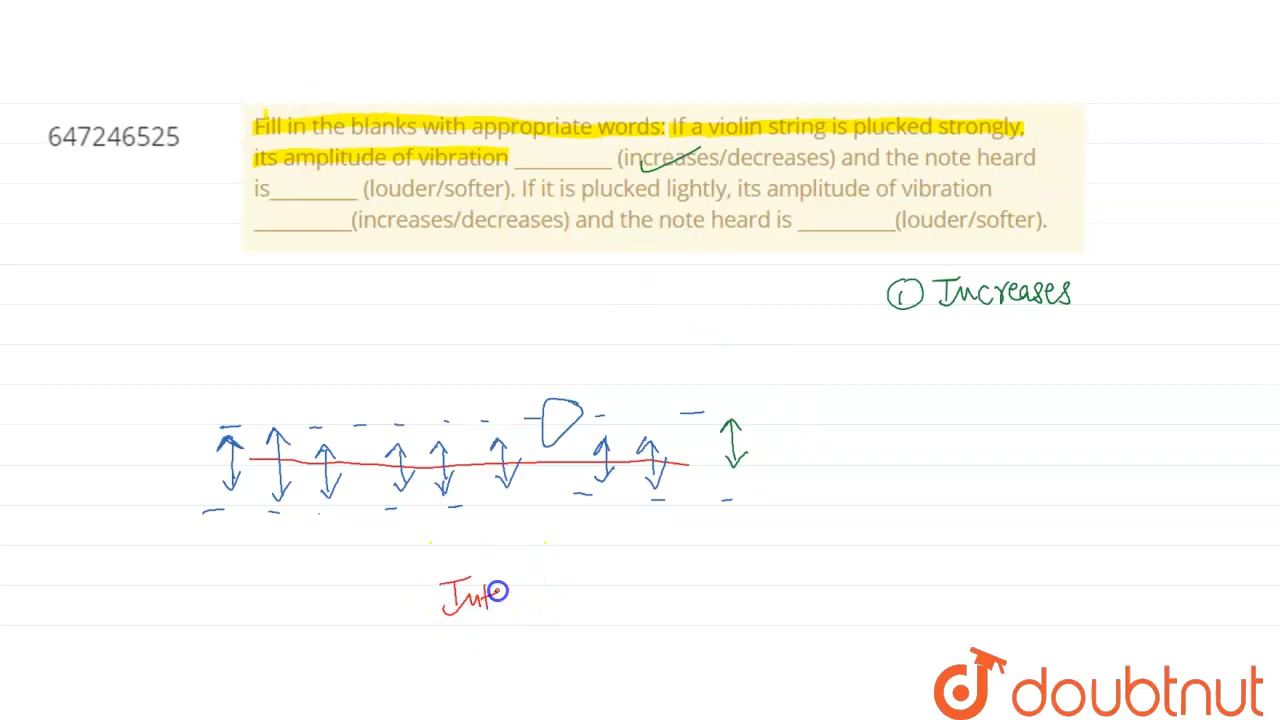 647246525
Fill in the blanks with appropriate words: If a violin string is plucked strongly,
its amplitude of vibration _________ (increases/decreases) and the note heard
is________ (louder/softer). If it is plucked lightly, its amplitude of vibration
_________(increases/decreases) and the note heard is _________(louder/softer).
① Increases
Int
doubtnut